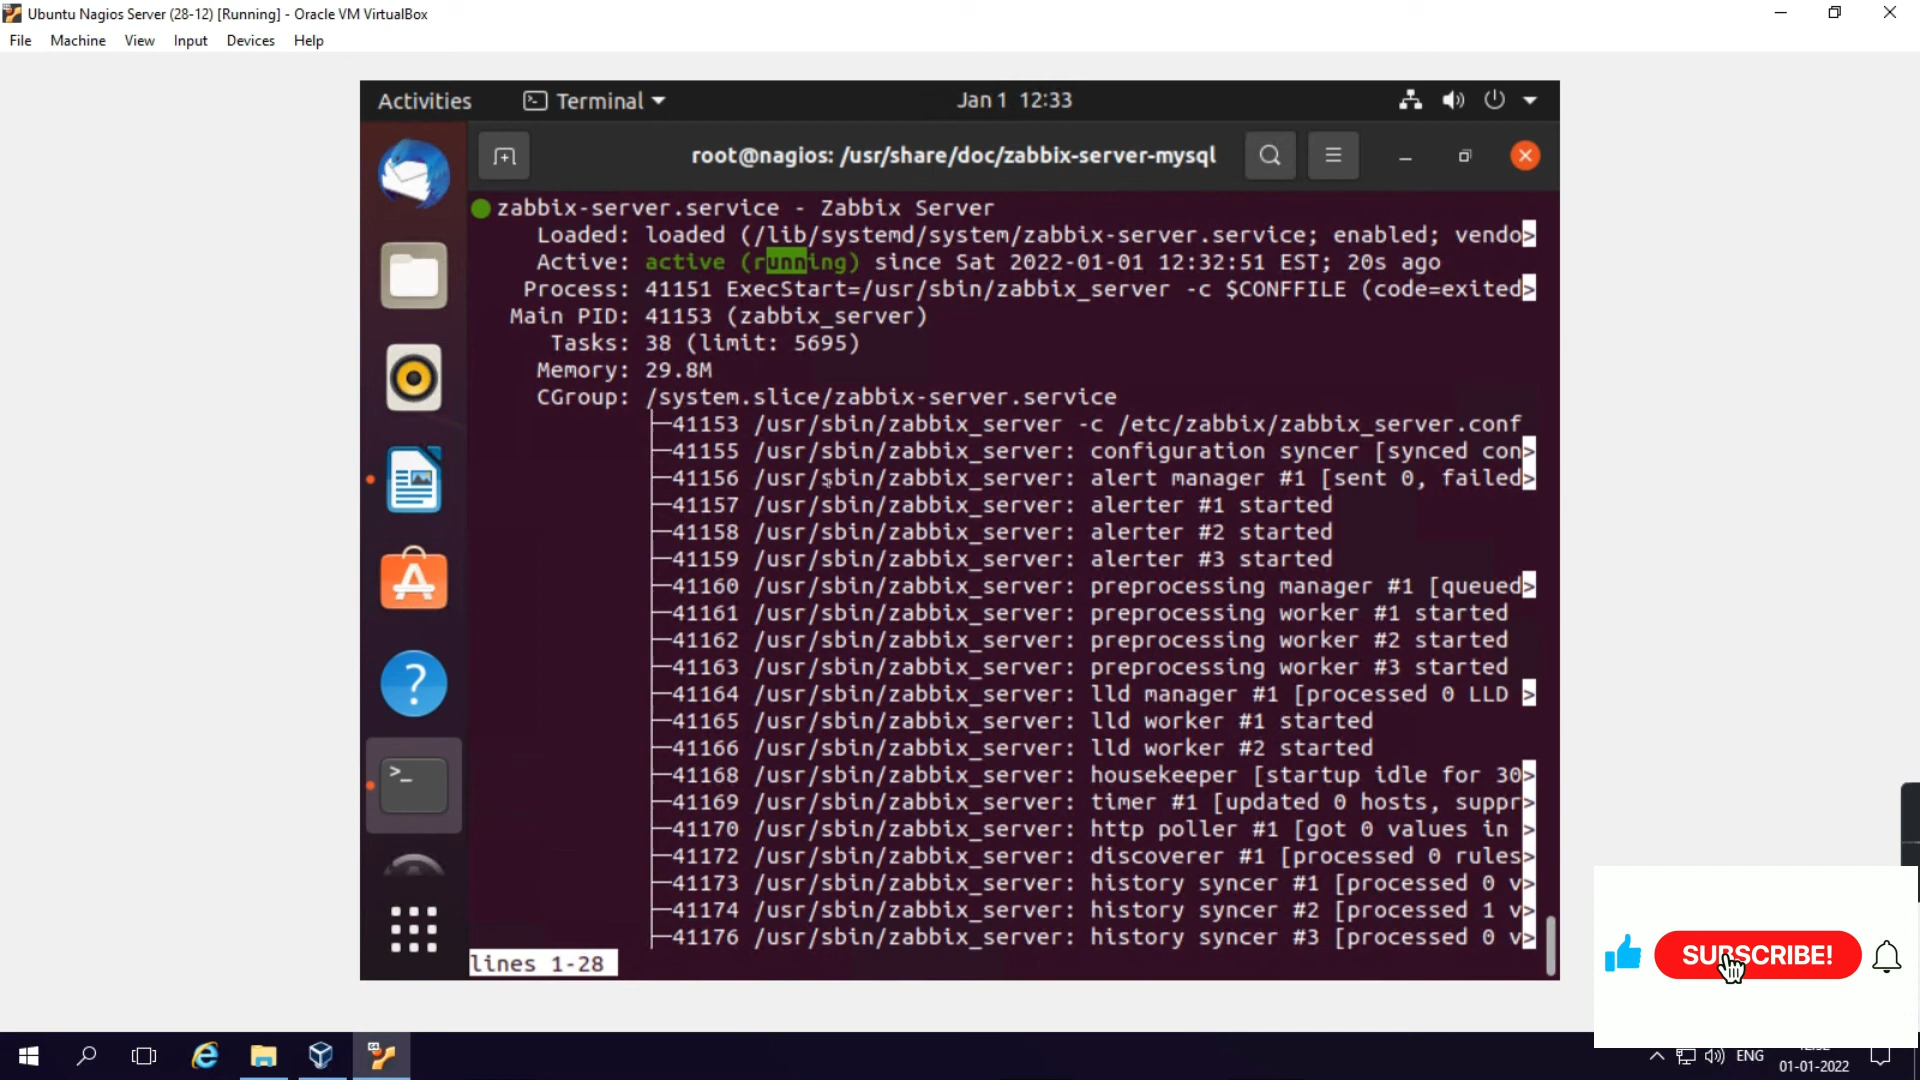 Ubuntu Nagios Server (28-12) [Running] - Oracle VM VirtualBox
File Machine View Input Devices Help
Activities Terminal Jan 1 12:33
root@nagios: /usr/share/doc/zabbix-server-mysql
zabbix-server.service - Zabbix Server
Loaded: loaded (/lib/systemd/system/zabbix-server.service; enabled; vendo>
Active: active (running) since Sat 2022-01-01 12:32:51 EST; 20s ago
Process: 41151 ExecStart=/usr/sbin/zabbix_server -c $CONFFILE (code=exited>
Main PID: 41153 (zabbix_server)
Tasks: 38 (limit: 5695)
Memory: 29.8M
CGroup: /system.slice/zabbix-server.service
├─41153 /usr/sbin/zabbix_server -c /etc/zabbix/zabbix_server.conf
├─41155 /usr/sbin/zabbix_server: configuration syncer [synced con>
├─41156 /usr/sbin/zabbix_server: alert manager #1 [sent 0, failed>
├─41157 /usr/sbin/zabbix_server: alerter #1 started
├─41158 /usr/sbin/zabbix_server: alerter #2 started
├─41159 /usr/sbin/zabbix_server: alerter #3 started
├─41160 /usr/sbin/zabbix_server: preprocessing manager #1 [queued>
├─41161 /usr/sbin/zabbix_server: preprocessing worker #1 started
├─41162 /usr/sbin/zabbix_server: preprocessing worker #2 started
├─41163 /usr/sbin/zabbix_server: preprocessing worker #3 started
├─41164 /usr/sbin/zabbix_server: lld manager #1 [processed 0 LLD >
├─41165 /usr/sbin/zabbix_server: lld worker #1 started
├─41166 /usr/sbin/zabbix_server: lld worker #2 started
├─41168 /usr/sbin/zabbix_server: housekeeper [startup idle for 30>
├─41169 /usr/sbin/zabbix_server: timer #1 [updated 0 hosts, suppr>
├─41170 /usr/sbin/zabbix_server: http poller #1 [got 0 values in >
├─41172 /usr/sbin/zabbix_server: discoverer #1 [processed 0 rules>
├─41173 /usr/sbin/zabbix_server: history syncer #1 [processed 0 v>
├─41174 /usr/sbin/zabbix_server: history syncer #2 [processed 1 v>
├─41176 /usr/sbin/zabbix_server: history syncer #3 [processed 0 v>
lines 1-28
SUBSCRIBE!
ENG
01-01-2022